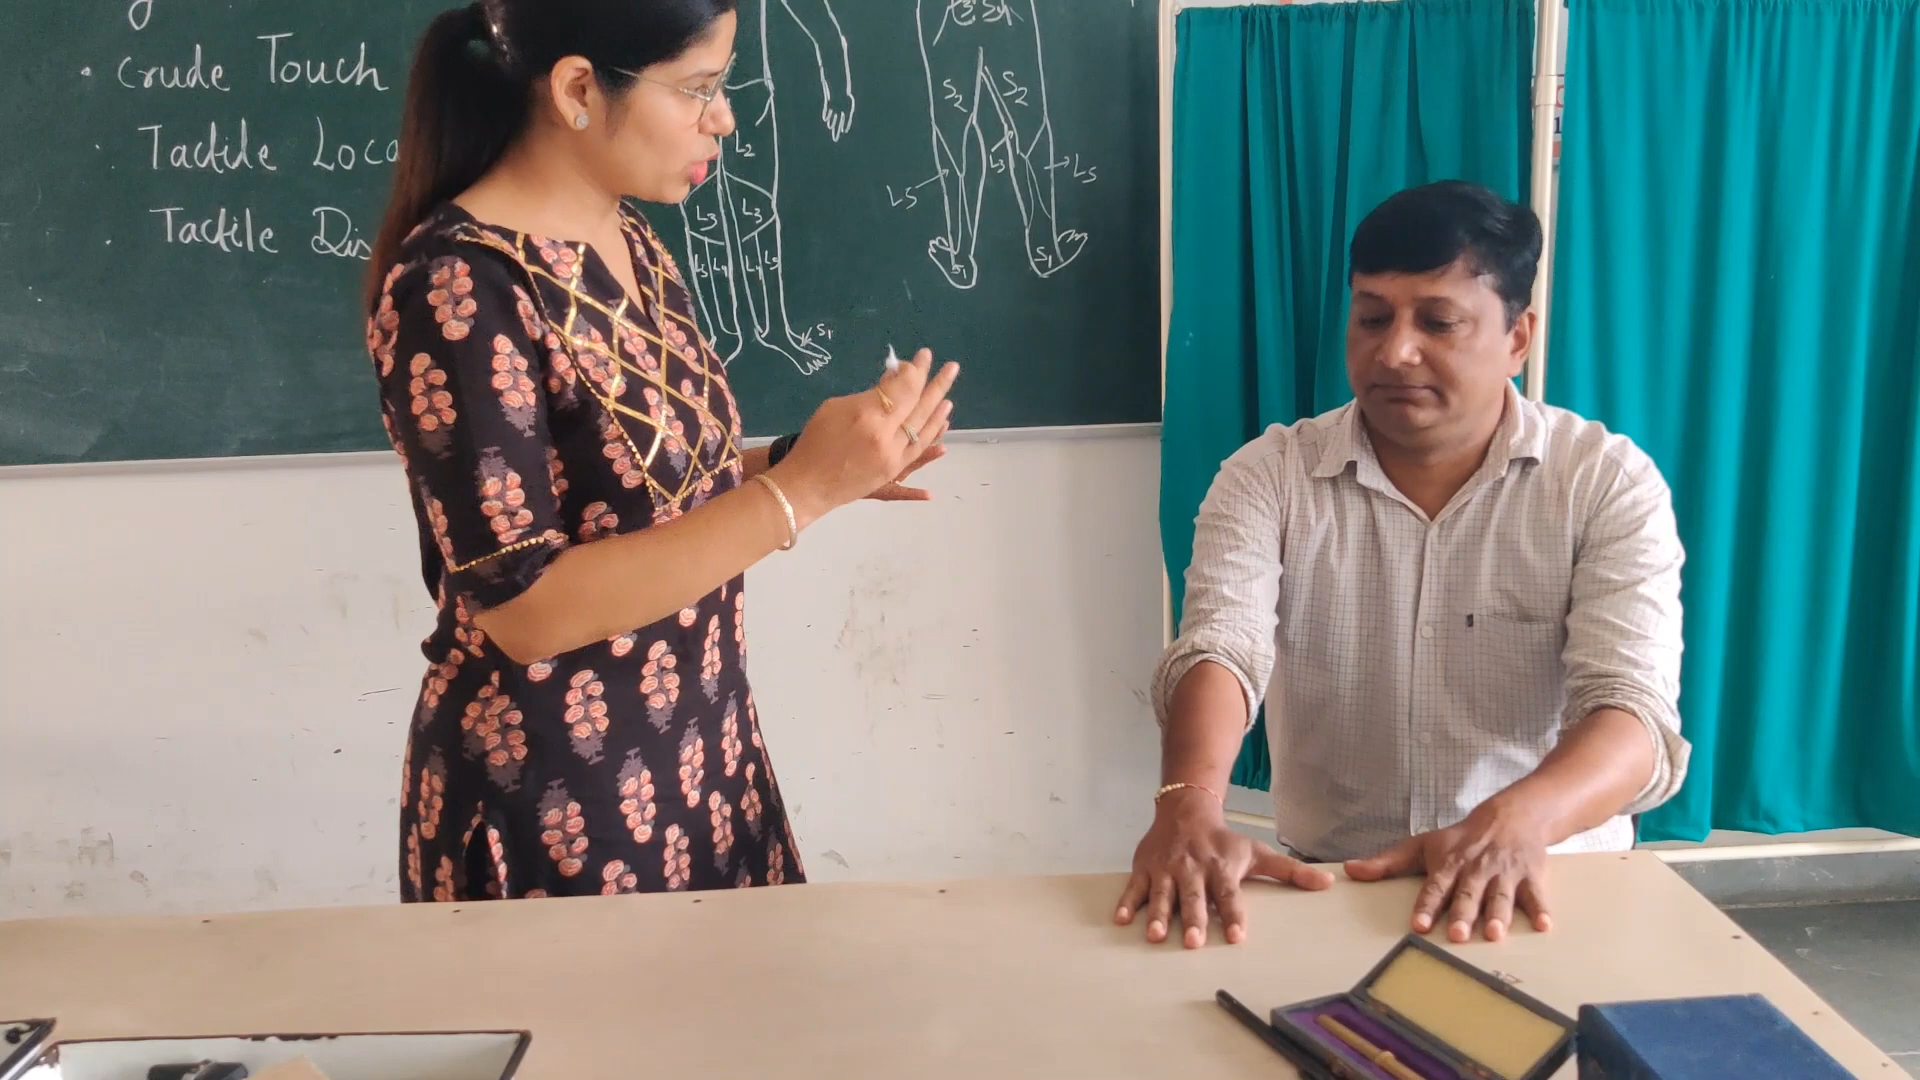 Crude Touch
Tactile Loca
Tactile Dis
L2
L3 L3
L5 L4 L4 L5
S1
S2 S2
L3
L5 L5
S1 S1